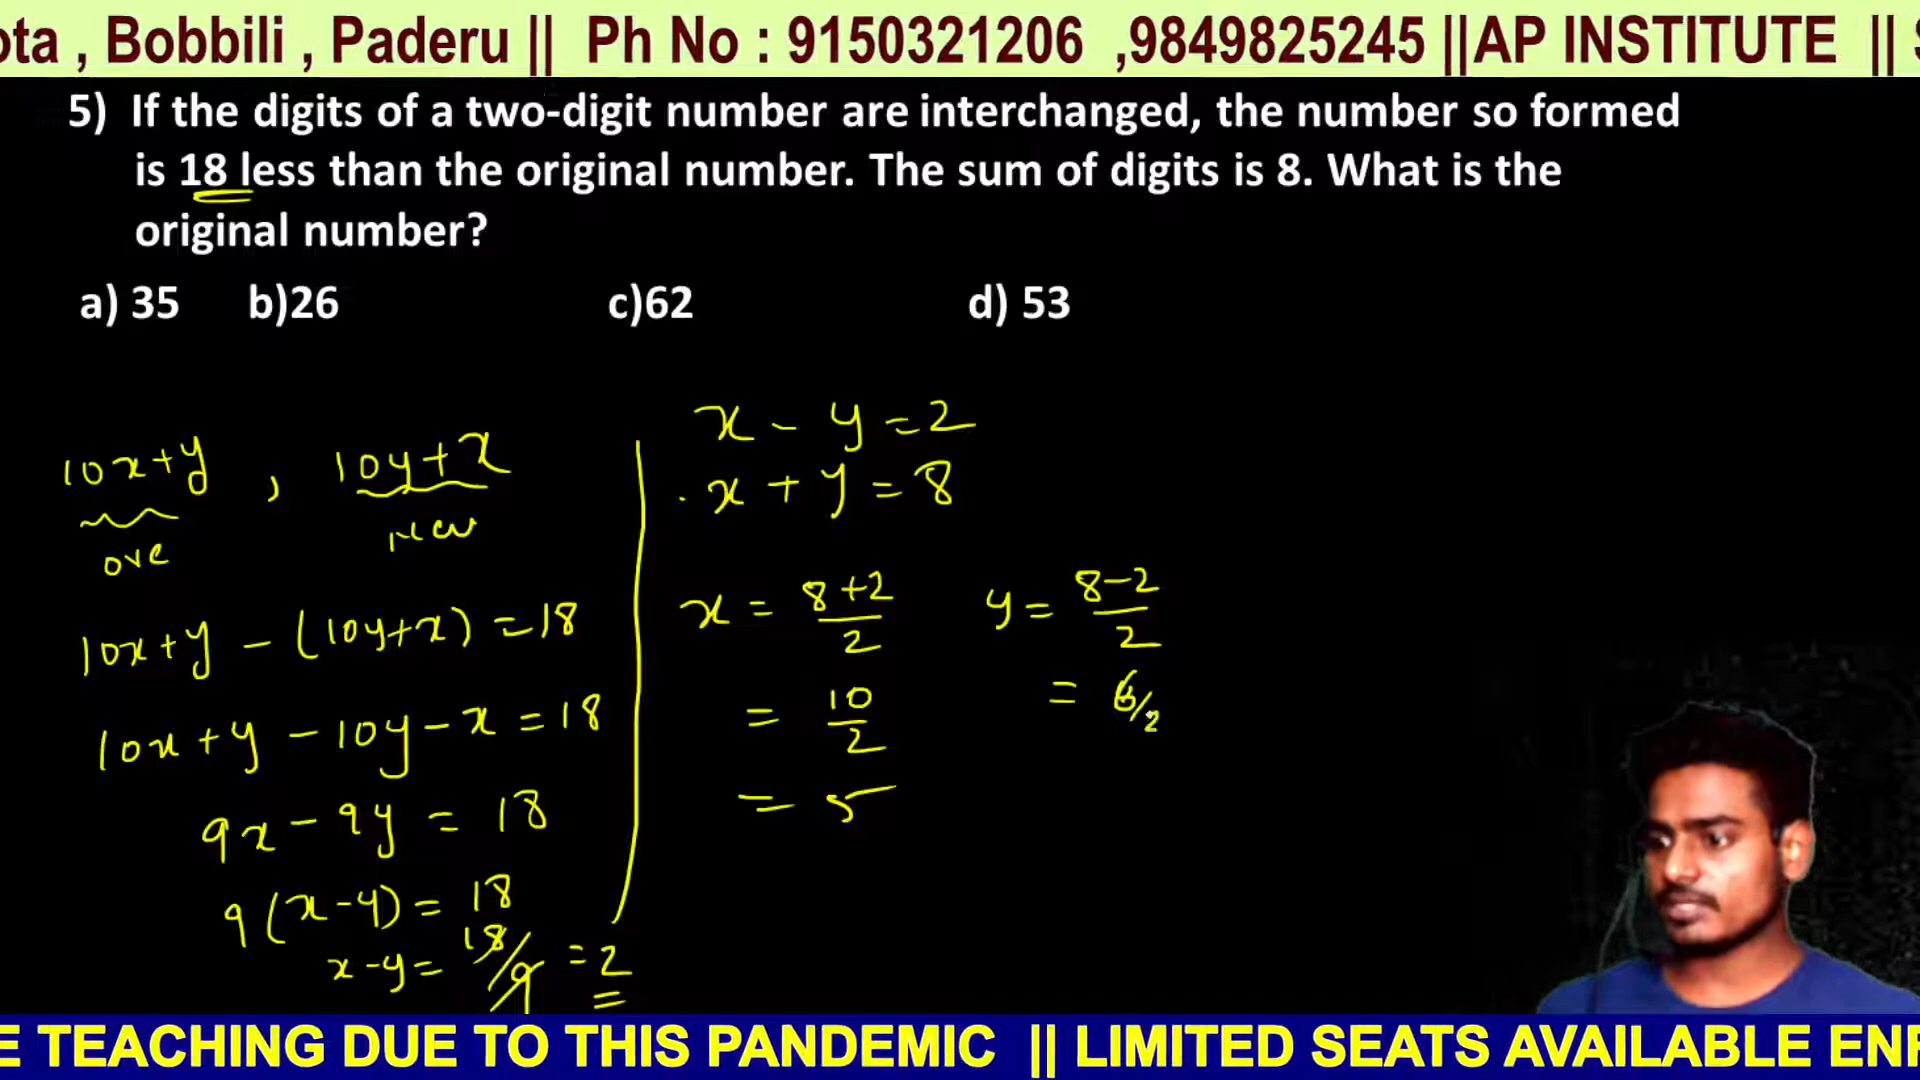 ota , Bobbili , Paderu || Ph No : 9150321206 ,9849825245 ||AP INSTITUTE ||
5) If the digits of a two-digit number are interchanged, the number so formed
is 18 less than the original number. The sum of digits is 8. What is the
original number?
a) 35 b)26 c)62 d) 53
10x+y , 10y+x
New
10x+y - (10y+x) = 18
10x+y - 10y - x = 18
9x - 9y = 18
9(x-y) = 18
x-y = 18/9 = 2
x - y = 2
x + y = 8
x = 8+2/2
= 10/2
= 5
y = 8-2/2
= 6/2
E TEACHING DUE TO THIS PANDEMIC || LIMITED SEATS AVAILABLE ENR